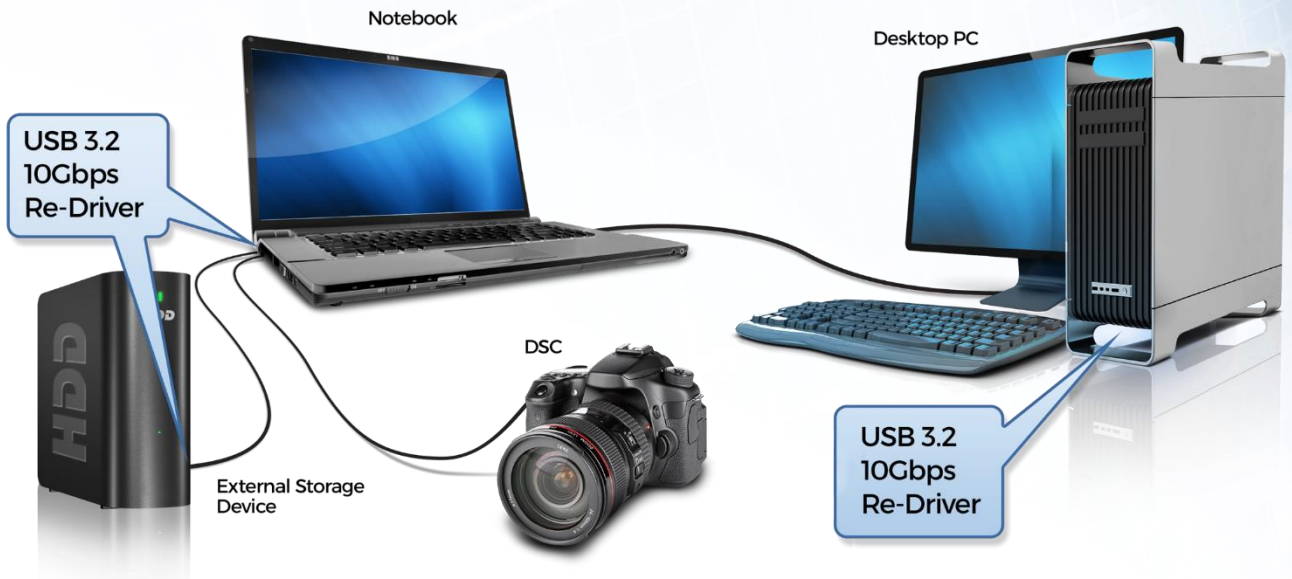 Notebook
Desktop PC
USB 3.2
10Gbps
Re-Driver
HDD
DSC
External Storage
Device
USB 3.2
10Gbps
Re-Driver